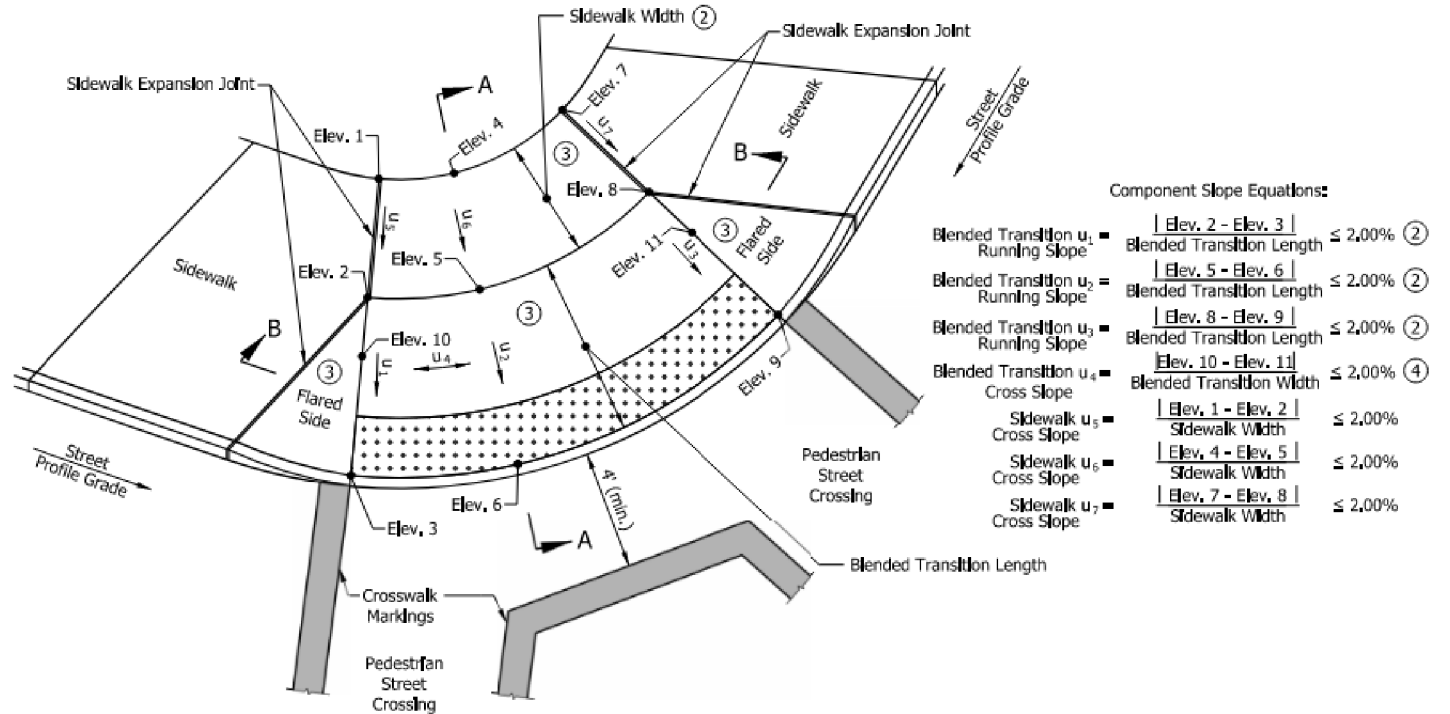 Sidewalk Width ②
Sidewalk Expansion Joint
Sidewalk Expansion Joint
A
Elev. 7
Elev. 4
u₇
Elev. 1
③
Sidewalk
B
Street
Profile Grade
Elev. 8
u₅
u₆
Elev. 11
③
Flared
Side
u₃
Elev. 5
Elev. 2
Sidewalk
③
B
Elev. 10
u₄
u₂
u₁
③
Flared
Side
Elev. 9
Street
Profile Grade
Pedestrian
Street
Crossing
4' (min.)
Elev. 6
Elev. 3
A
Blended Transition Length
Crosswalk
Markings
Pedestrian
Street
Crossing
Component Slope Equations:
Blended Transition u₁ = | Elev. 2 - Elev. 3 | ≤ 2.00% ②
Running Slope Blended Transition Length
Blended Transition u₂ = | Elev. 5 - Elev. 6 | ≤ 2.00% ②
Running Slope Blended Transition Length
Blended Transition u₃ = | Elev. 8 - Elev. 9 | ≤ 2.00% ②
Running Slope Blended Transition Length
Blended Transition u₄ = |Elev. 10 - Elev. 11| ≤ 2.00% ④
Cross Slope Blended Transition Width
Sidewalk u₅ = | Elev. 1 - Elev. 2 | ≤ 2.00%
Cross Slope Sidewalk Width
Sidewalk u₆ = | Elev. 4 - Elev. 5 | ≤ 2.00%
Cross Slope Sidewalk Width
Sidewalk u₇ = | Elev. 7 - Elev. 8 | ≤ 2.00%
Cross Slope Sidewalk Width